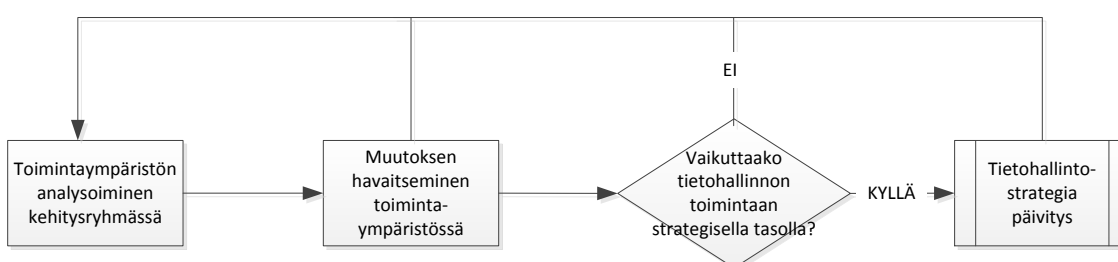 Toimintaympäristön
analysoiminen
kehitysryhmässä
Muutoksen
havaitseminen
toiminta-
ympäristössä
EI
Vaikuttaako
tietohallinnon
toimintaan
strategisella tasolla?
KYLLÄ
Tietohallinto-
strategia
päivitys